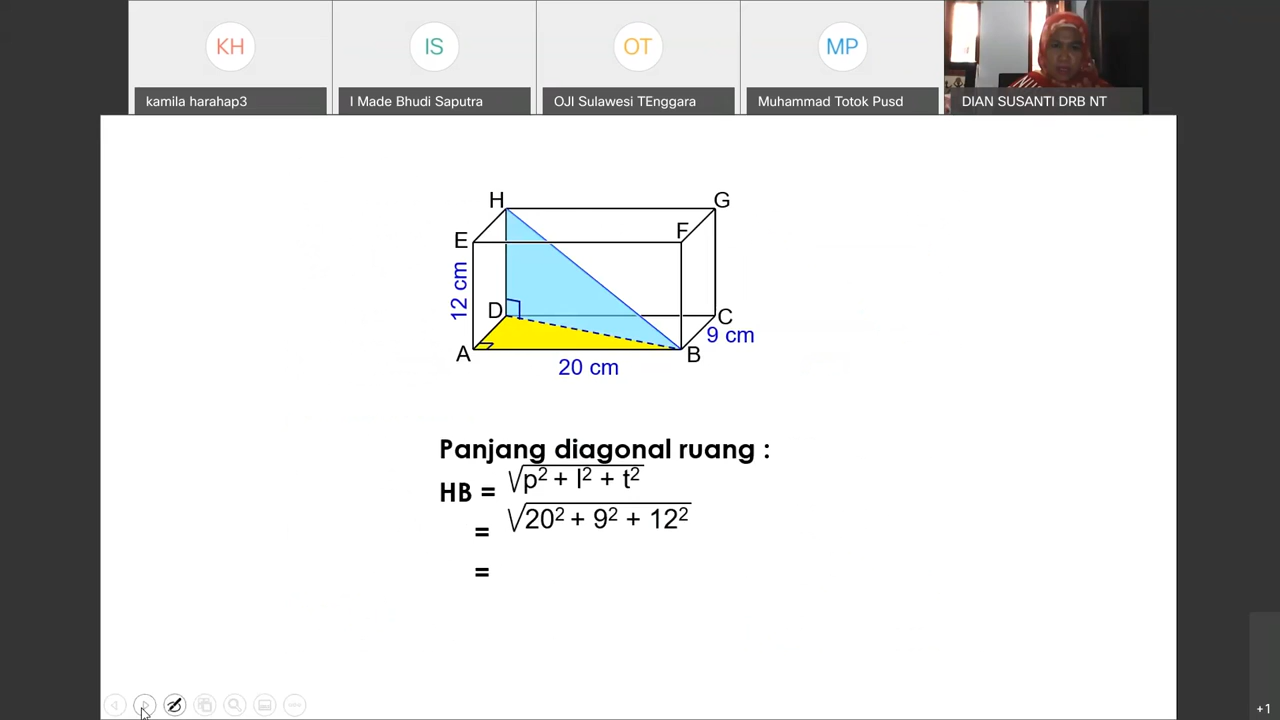 KH
IS
OT
MP
kamila harahap3
I Made Bhudi Saputra
OJI Sulawesi TEnggara
Muhammad Totok Pusd
DIAN SUSANTI DRB NT
H
G
E
F
12 cm
D
C
9 cm
A
B
20 cm
Panjang diagonal ruang :
HB = √p² + l² + t²
= √20² + 9² + 12²
=
+1